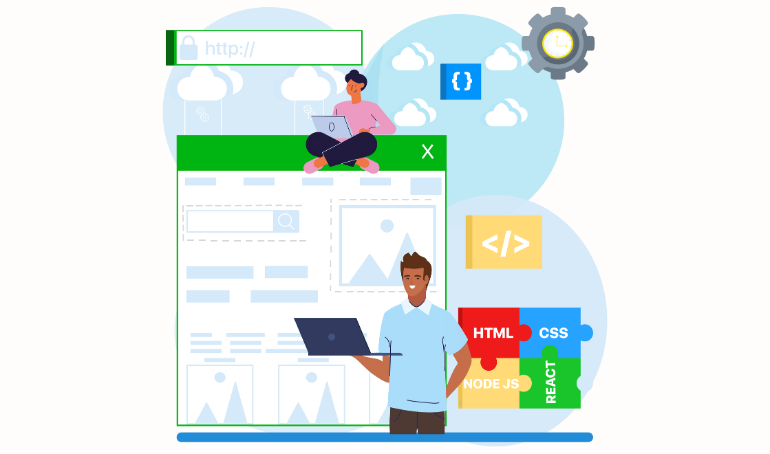 http://
{}
X
</>
HTML
CSS
NODE JS
REACT